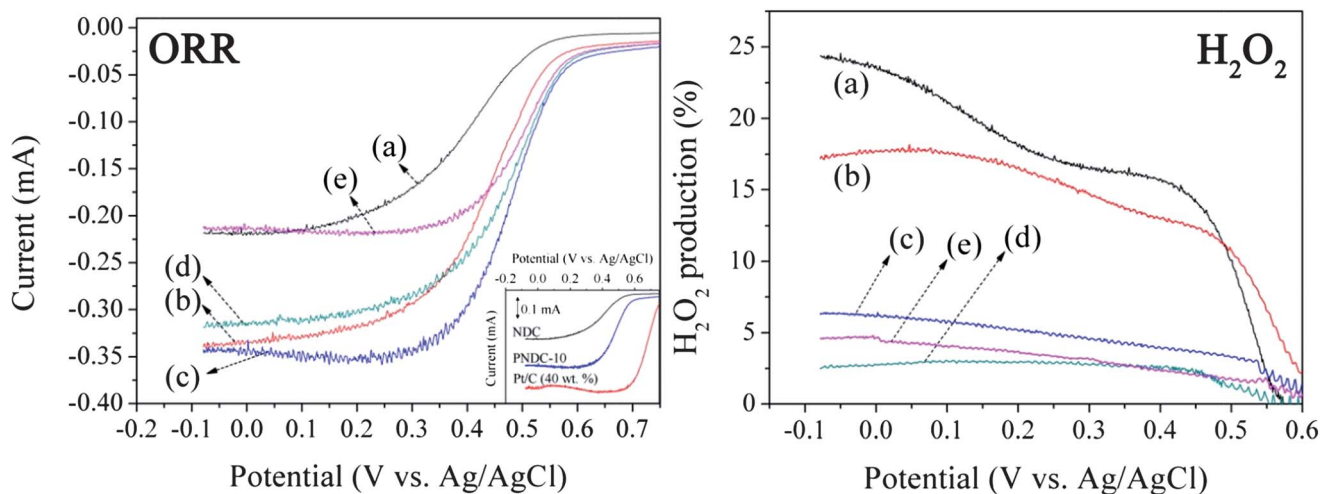 ORR
0.00
-0.05
-0.10
-0.15
-0.20
-0.25
-0.30
-0.35
-0.40
Current (mA)
(a)
(e)
(d)
(b)
(c)
Potential (V vs. Ag/AgCl)
-0.2 0.0 0.2 0.4 0.6
0.1 mA
NDC
PNDC-10
Pt/C (40 wt. %)
Current (mA)
-0.2 -0.1 0.0 0.1 0.2 0.3 0.4 0.5 0.6 0.7
Potential (V vs. Ag/AgCl)
H₂O₂
25
20
15
10
5
0
H₂O₂ production (%)
(a)
(b)
(c)
(e)
(d)
-0.1 0.0 0.1 0.2 0.3 0.4 0.5 0.6
Potential (V vs. Ag/AgCl)